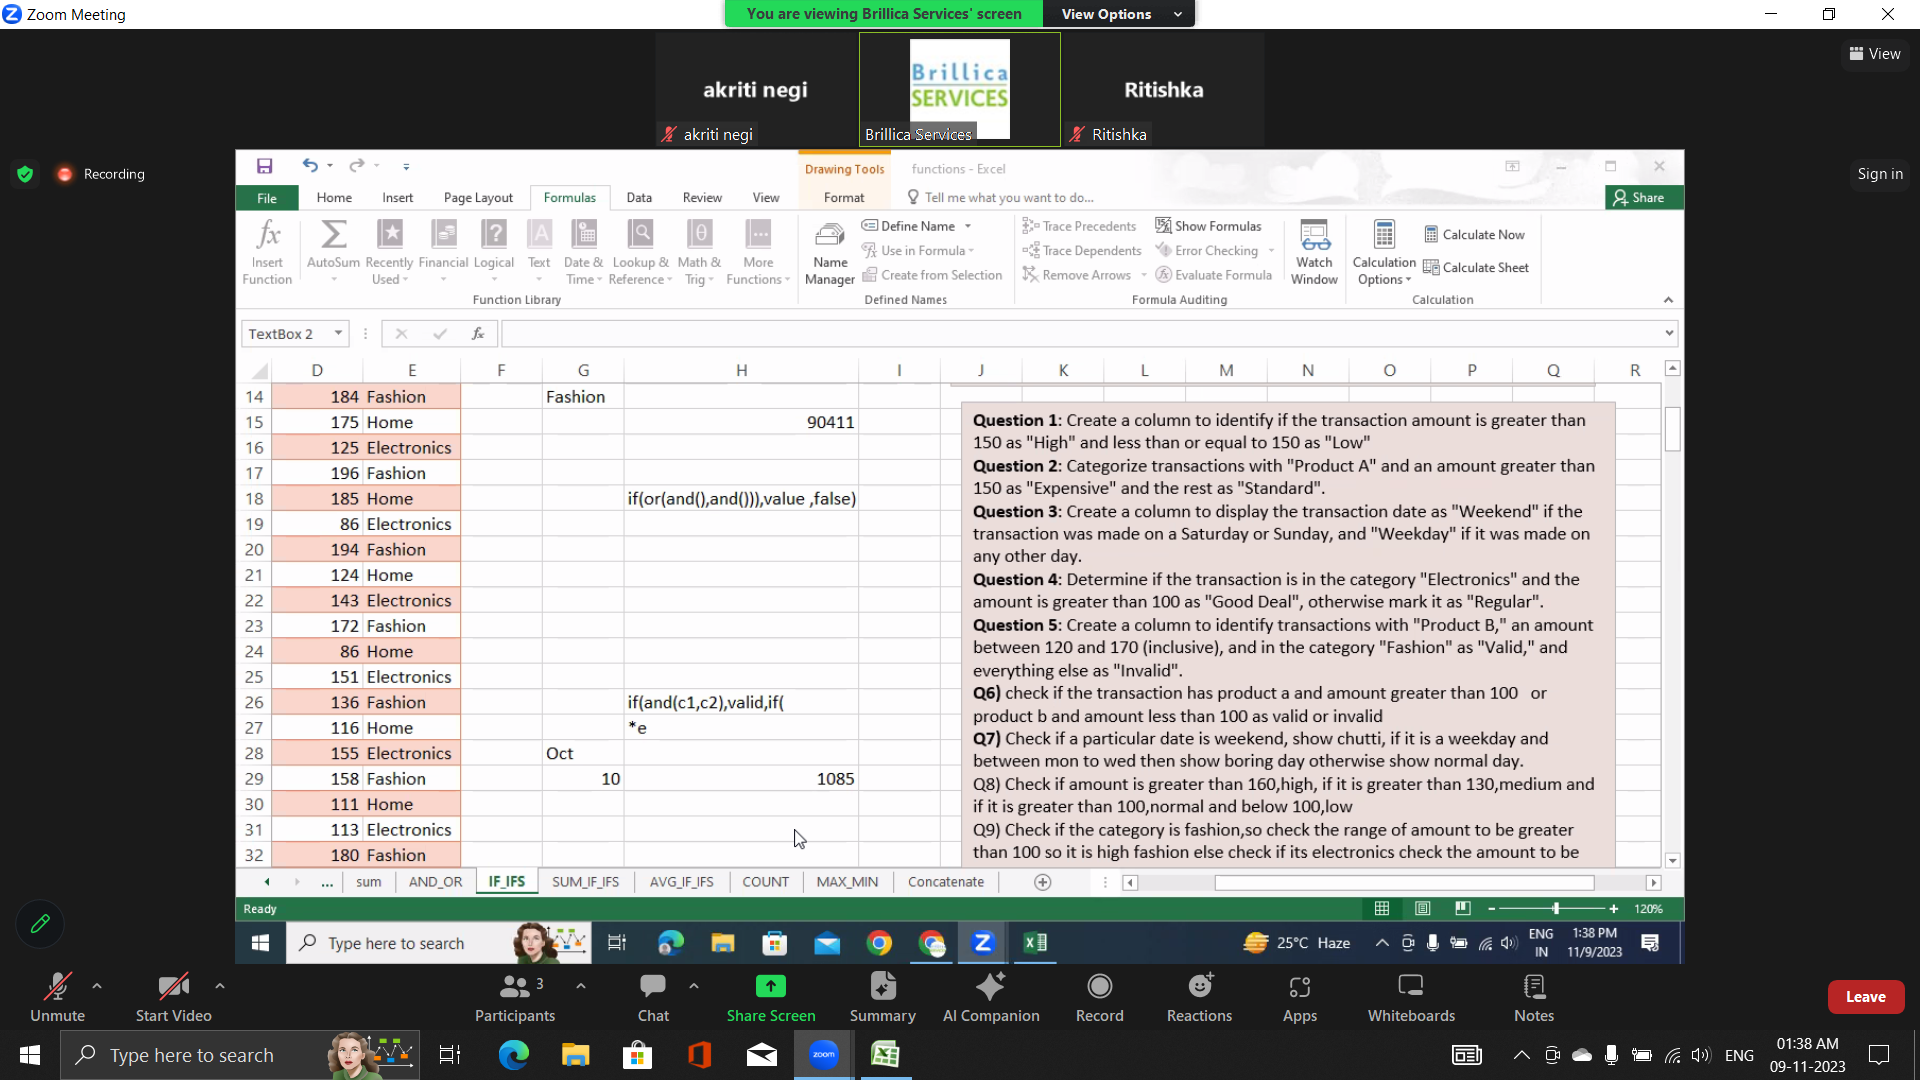 Zoom Meeting
You are viewing Brillica Services' screen
View Options
View
akriti negi
Brillica
SERVICES
Ritishka
akriti negi
Brillica Services
Ritishka
Recording
Sign in
Drawing Tools
functions - Excel
File
Home
Insert
Page Layout
Formulas
Data
Review
View
Format
Tell me what you want to do...
Share
Insert
Function
AutoSum
Recently
Used
Financial
Logical
Text
Date &
Time
Lookup &
Reference
Math &
Trig
More
Functions
Function Library
Name
Manager
Define Name
Use in Formula
Create from Selection
Defined Names
Trace Precedents
Trace Dependents
Remove Arrows
Show Formulas
Error Checking
Evaluate Formula
Formula Auditing
Watch
Window
Calculation
Options
Calculate Now
Calculate Sheet
Calculation
TextBox 2
fx
D E F G H I J K L M N O P Q R
14 184 Fashion Fashion
15 175 Home 90411
16 125 Electronics
17 196 Fashion
18 185 Home if(or(and(),and())),value ,false)
19 86 Electronics
20 194 Fashion
21 124 Home
22 143 Electronics
23 172 Fashion
24 86 Home
25 151 Electronics
26 136 Fashion if(and(c1,c2),valid,if(
27 116 Home *e
28 155 Electronics Oct
29 158 Fashion 10 1085
30 111 Home
31 113 Electronics
32 180 Fashion
Question 1: Create a column to identify if the transaction amount is greater than
150 as "High" and less than or equal to 150 as "Low"
Question 2: Categorize transactions with "Product A" and an amount greater than
150 as "Expensive" and the rest as "Standard".
Question 3: Create a column to display the transaction date as "Weekend" if the
transaction was made on a Saturday or Sunday, and "Weekday" if it was made on
any other day.
Question 4: Determine if the transaction is in the category "Electronics" and the
amount is greater than 100 as "Good Deal", otherwise mark it as "Regular".
Question 5: Create a column to identify transactions with "Product B," an amount
between 120 and 170 (inclusive), and in the category "Fashion" as "Valid," and
everything else as "Invalid".
Q6) check if the transaction has product a and amount greater than 100 or
product b and amount less than 100 as valid or invalid
Q7) Check if a particular date is weekend, show chutti, if it is a weekday and
between mon to wed then show boring day otherwise show normal day.
Q8) Check if amount is greater than 160,high, if it is greater than 130,medium and
if it is greater than 100,normal and below 100,low
Q9) Check if the category is fashion,so check the range of amount to be greater
than 100 so it is high fashion else check if its electronics check the amount to be
... sum AND_OR IF_IFS SUM_IF_IFS AVG_IF_IFS COUNT MAX_MIN Concatenate
Ready
120%
Type here to search
25°C Haze
ENG
IN
1:38 PM
11/9/2023
Unmute
Start Video
Participants
3
Chat
Share Screen
Summary
AI Companion
Record
Reactions
Apps
Whiteboards
Notes
Leave
Type here to search
zoom
ENG
01:38 AM
09-11-2023